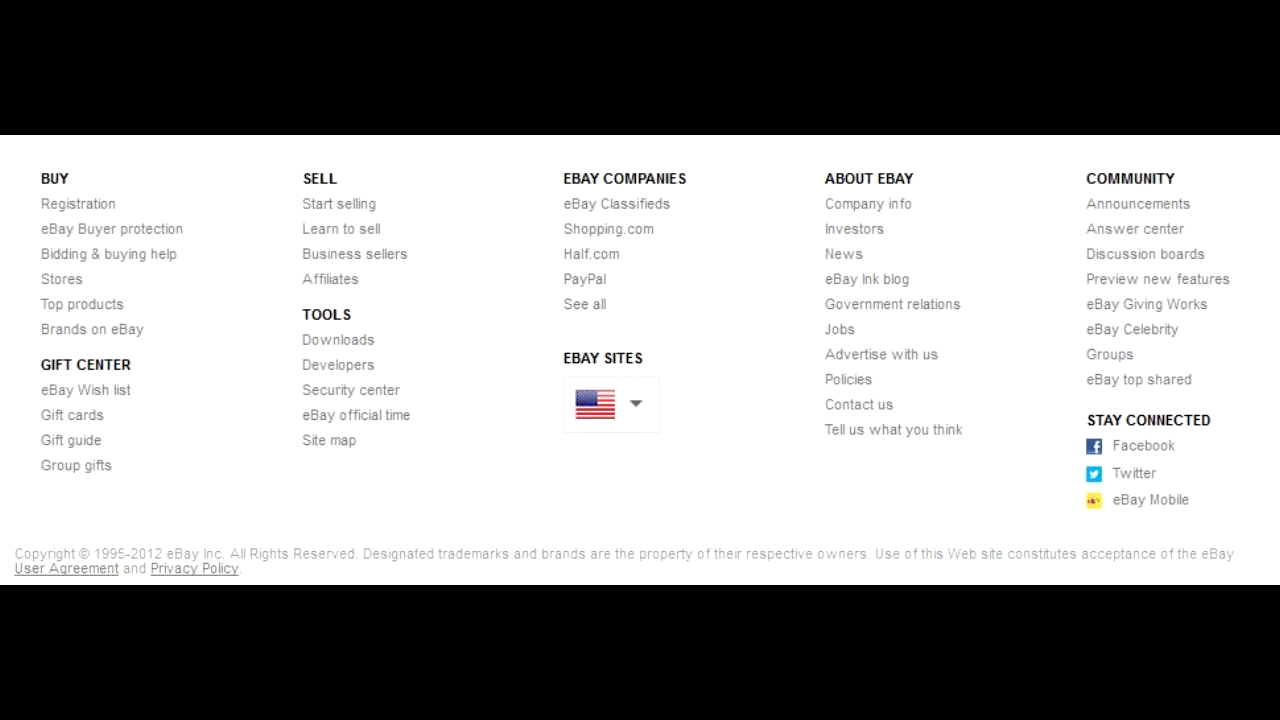 BUY
Registration
eBay Buyer protection
Bidding & buying help
Stores
Top products
Brands on eBay
GIFT CENTER
eBay Wish list
Gift cards
Gift guide
Group gifts
SELL
Start selling
Learn to sell
Business sellers
Affiliates
TOOLS
Downloads
Developers
Security center
eBay official time
Site map
EBAY COMPANIES
eBay Classifieds
Shopping.com
Half.com
PayPal
See all
EBAY SITES
ABOUT EBAY
Company info
Investors
News
eBay Ink blog
Government relations
Jobs
Advertise with us
Policies
Contact us
Tell us what you think
COMMUNITY
Announcements
Answer center
Discussion boards
Preview new features
eBay Giving Works
eBay Celebrity
Groups
eBay top shared
STAY CONNECTED
Facebook
Twitter
eBay Mobile
Copyright © 1995-2012 eBay Inc. All Rights Reserved. Designated trademarks and brands are the property of their respective owners. Use of this Web site constitutes acceptance of the eBay
User Agreement and Privacy Policy.